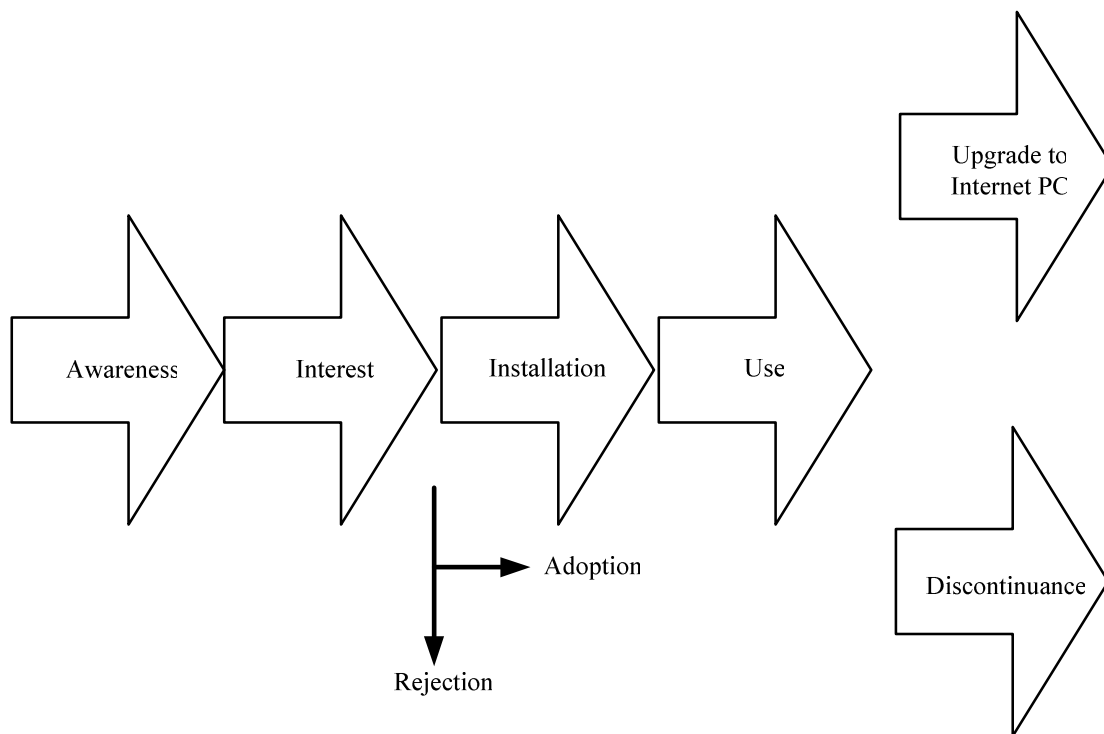 Upgrade to
Internet PC
Awareness
Interest
Installation
Use
Adoption
Discontinuance
Rejection